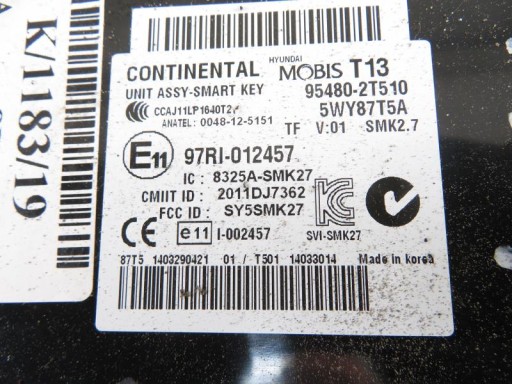 K/1183/19
HYUNDAI
CONTINENTAL MOBIS T13
UNIT ASSY-SMART KEY 95480-2T510
CCC CCAJ11LP1640T2 5WY87T5A
ANATEL: 0048-12-5151 TF V:01 SMK2.7
E11 97RI-012457
IC : 8325A-SMK27
CMIIT ID : 2011DJ7362
FCC ID : SY5SMK27
CE e11 I-002457 SVI-SMK27
87T5 1403290421 01 / T501 14033014 Made in korea